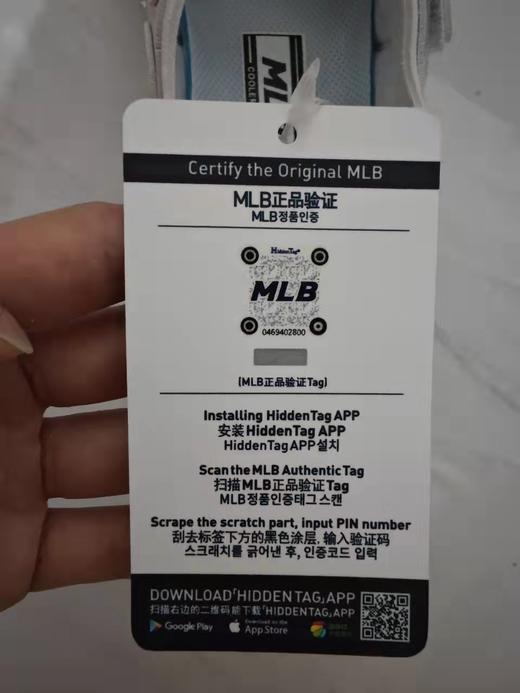 ML
COOLER
Certify the Original MLB
MLB正品验证
MLB정품인증
HiddenTag
MLB
0469402800
(MLB正品验证Tag)
Installing HiddenTag APP
安装HiddenTag APP
HiddenTag APP설치
Scan the MLB Authentic Tag
扫描MLB正品验证Tag
MLB정품인증태그스캔
Scrape the scratch part, input PIN number
刮去标签下方的黑色涂层, 输入验证码
스크래치를 긁어낸 후, 인증코드 입력
DOWNLOAD「HIDDENTAG」APP
扫描右边的二维码能下载「HIDDENTAG」APP
Google Play
Download on the
App Store